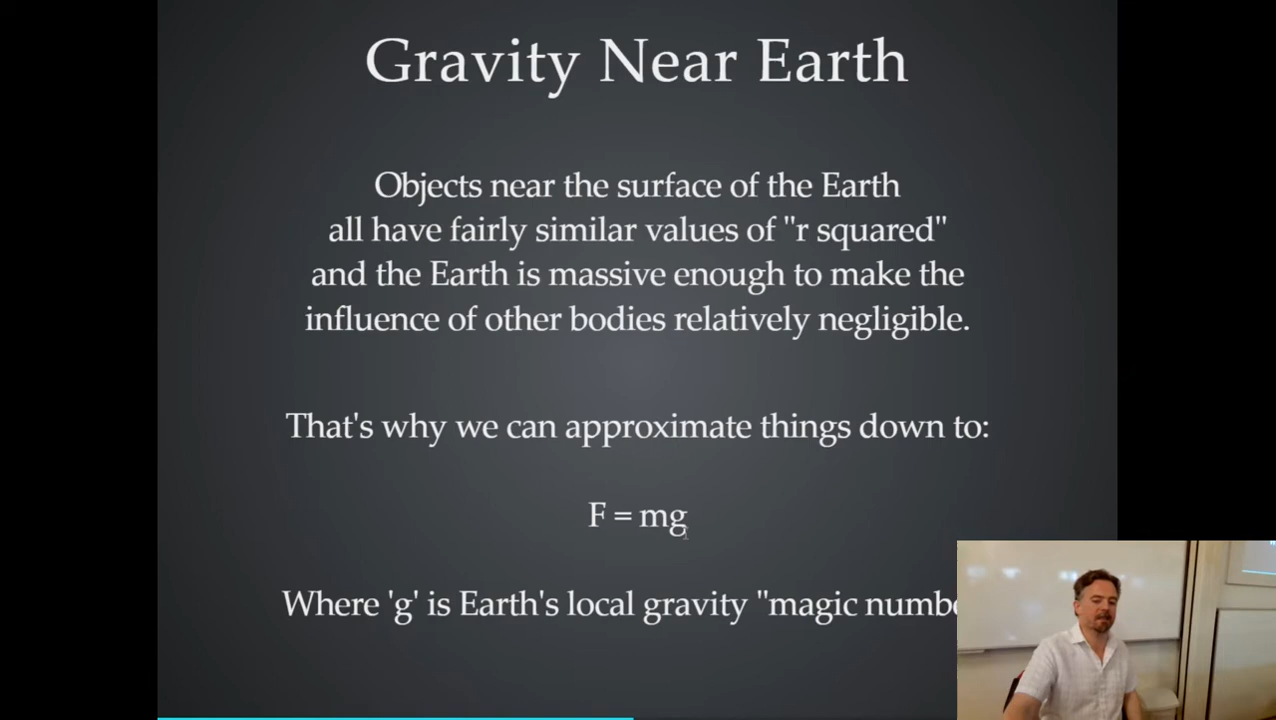 Gravity Near Earth
Objects near the surface of the Earth
all have fairly similar values of "r squared"
and the Earth is massive enough to make the
influence of other bodies relatively negligible.
That's why we can approximate things down to:
F = mg
Where 'g' is Earth's local gravity "magic